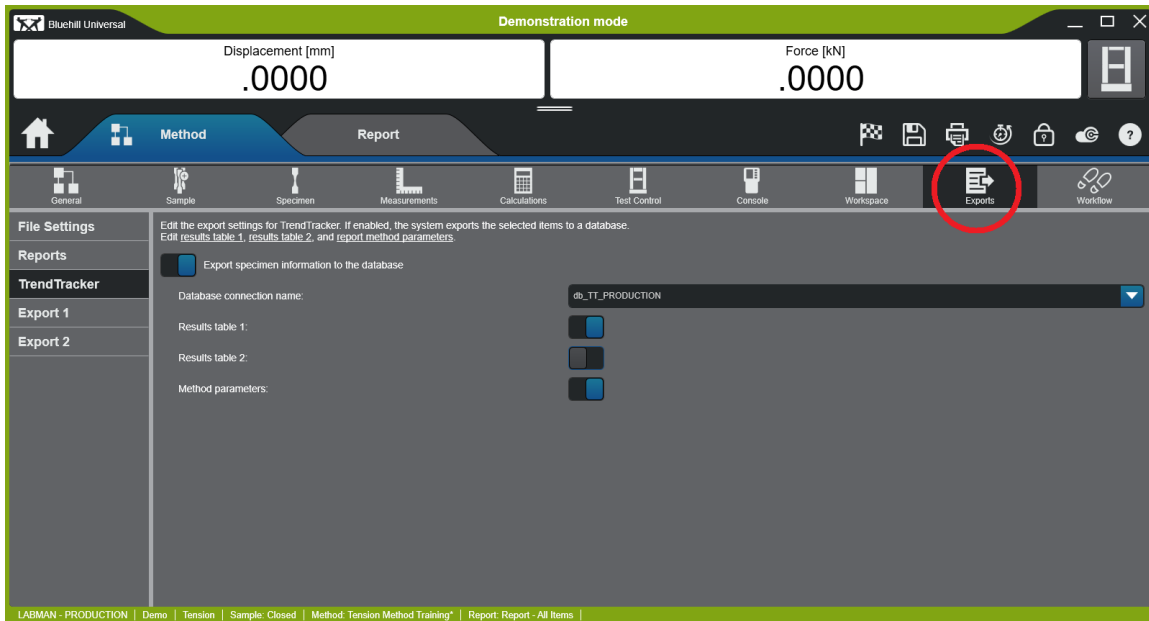 Bluehill Universal
Demonstration mode
Displacement [mm]
.0000
Force [kN]
.0000
Method
Report
?
General
Sample
Specimen
Measurements
Calculations
Test Control
Console
Workspace
Exports
Workflow
File Settings
Reports
TrendTracker
Export 1
Export 2
Edit the export settings for TrendTracker. If enabled, the system exports the selected items to a database.
Edit results table 1, results table 2, and report method parameters.
Export specimen information to the database
Database connection name:
db_TT_PRODUCTION
Results table 1:
Results table 2:
Method parameters:
LABMAN - PRODUCTION | Demo | Tension | Sample: Closed | Method: Tension Method Training* | Report: Report - All Items |